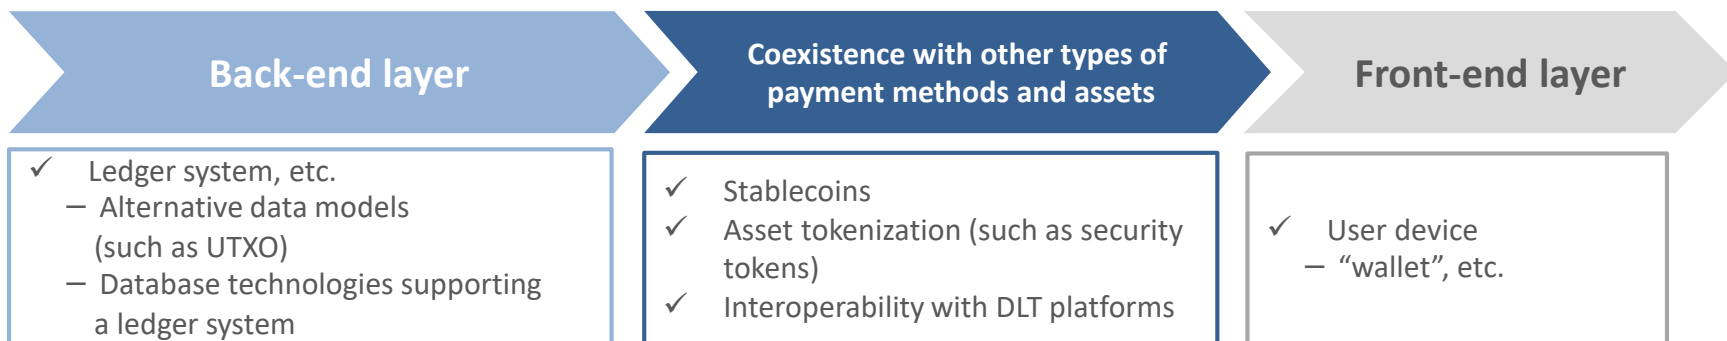 Back-end layer
✓ Ledger system, etc.
– Alternative data models
(such as UTXO)
– Database technologies supporting
a ledger system
Coexistence with other types of
payment methods and assets
✓ Stablecoins
✓ Asset tokenization (such as security
tokens)
✓ Interoperability with DLT platforms
Front-end layer
✓ User device
– “wallet”, etc.